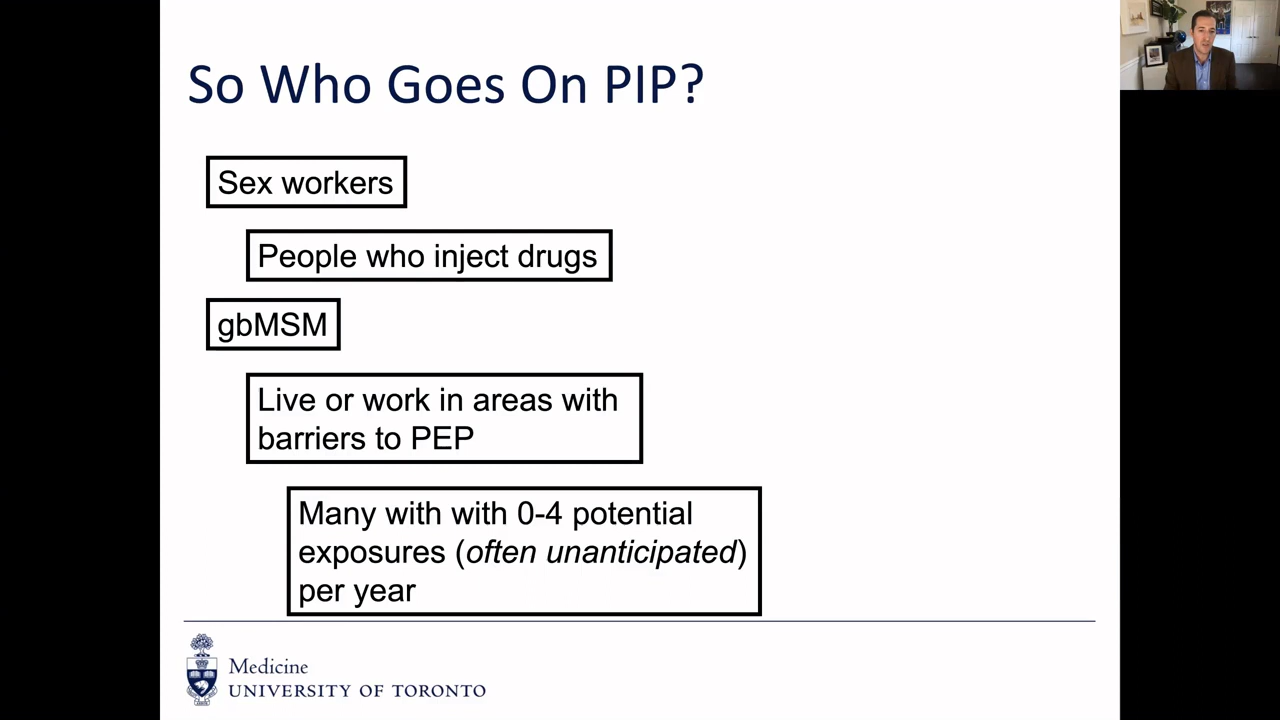 So Who Goes On PIP?
Sex workers
People who inject drugs
gbMSM
Live or work in areas with
barriers to PEP
Many with with 0-4 potential
exposures (often unanticipated)
per year
Medicine
UNIVERSITY OF TORONTO